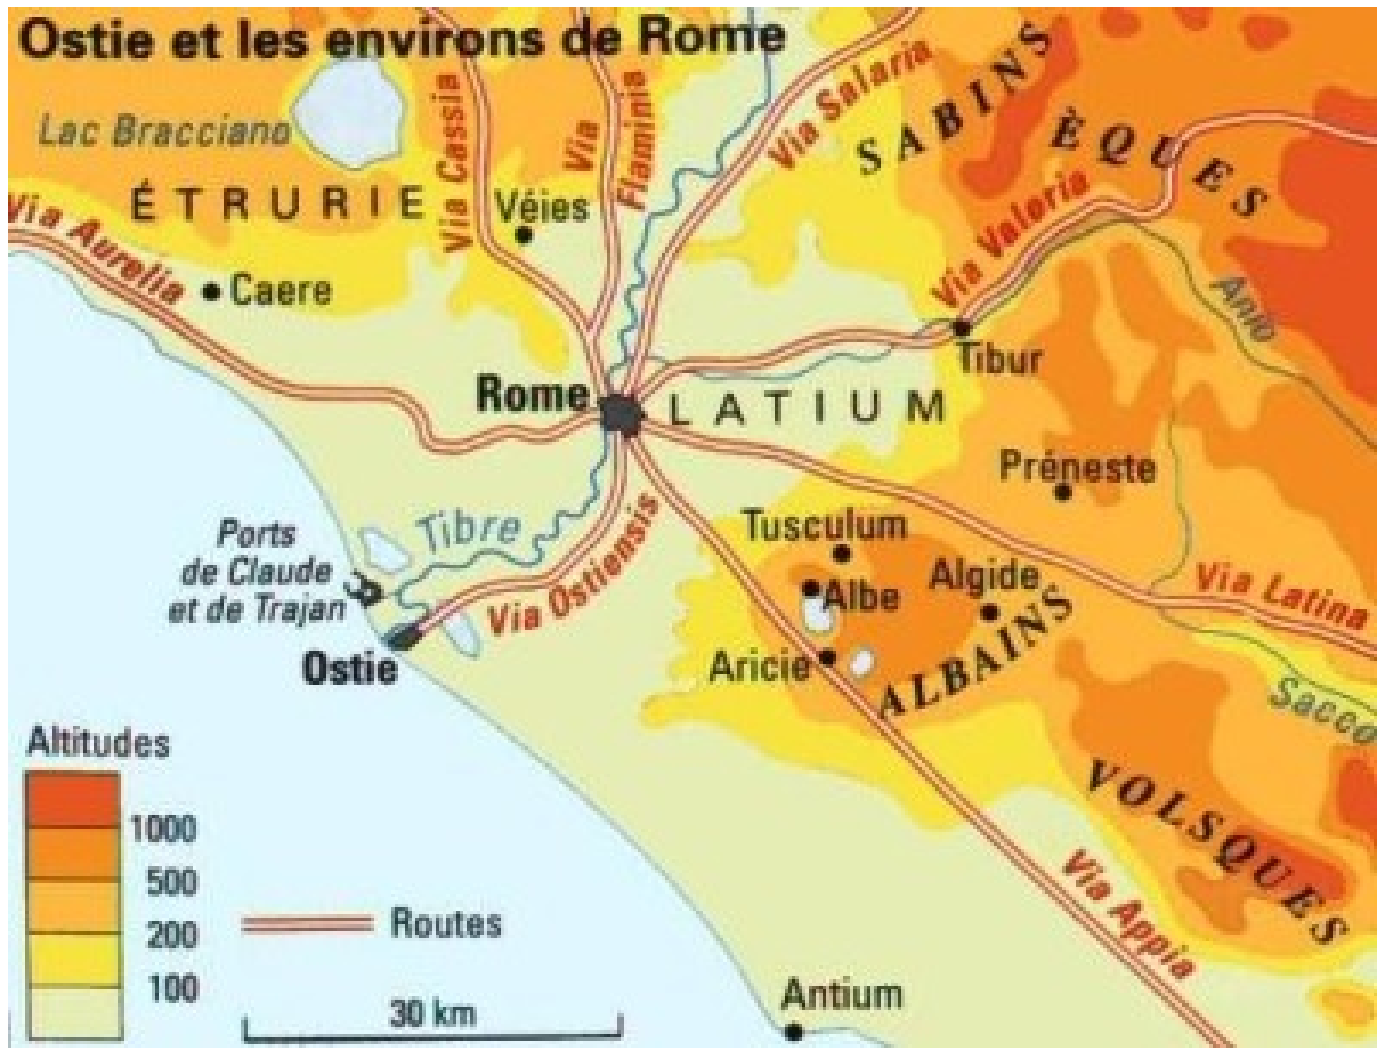 Ostie et les environs de Rome
Lac Bracciano
Via Cassia
Via
Flaminia
Via Salaria
SABINS
ÈQUES
ÉTRURIE
Véies
Via Aurelia
Caere
Via Valeria
Anio
Tibur
Rome
LATIUM
Préneste
Tibre
Via Ostiensis
Tusculum
Ports
de Claude
et de Trajan
Albe
Algide
Via Latina
Ostie
Aricie
ALBAINS
Sacco
Altitudes
1000
500
200
100
VOLSQUES
Via Appia
Routes
30 km
Antium